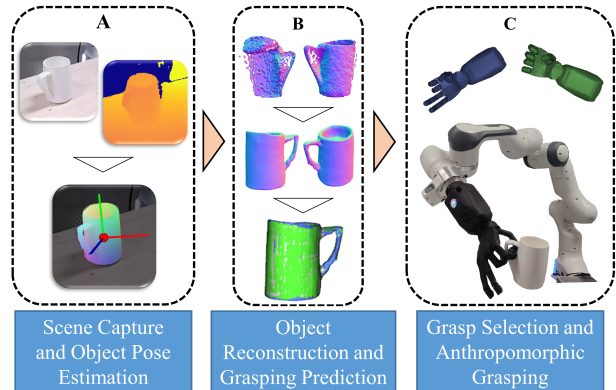 A
B
C
Scene Capture
and Object Pose
Estimation
Object
Reconstruction and
Grasping Prediction
Grasp Selection and
Anthropomorphic
Grasping